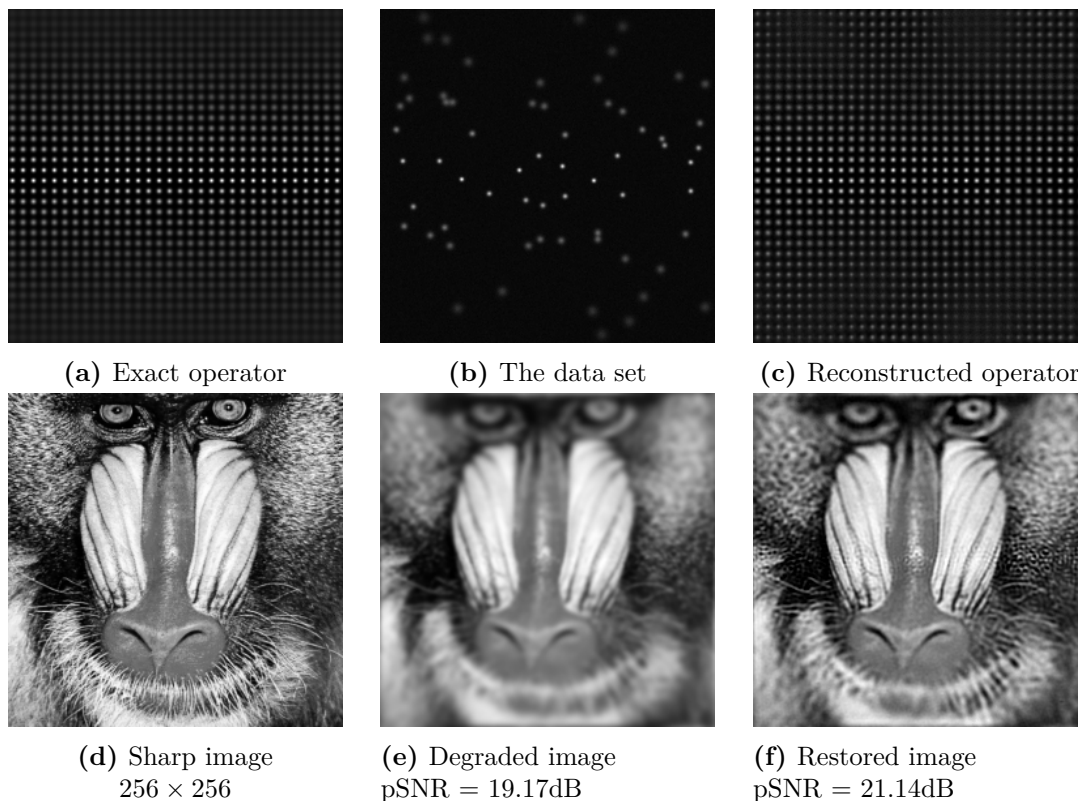 (a) Exact operator
(b) The data set
(c) Reconstructed operator
(d) Sharp image
256 × 256
(e) Degraded image
pSNR = 19.17dB
(f) Restored image
pSNR = 21.14dB